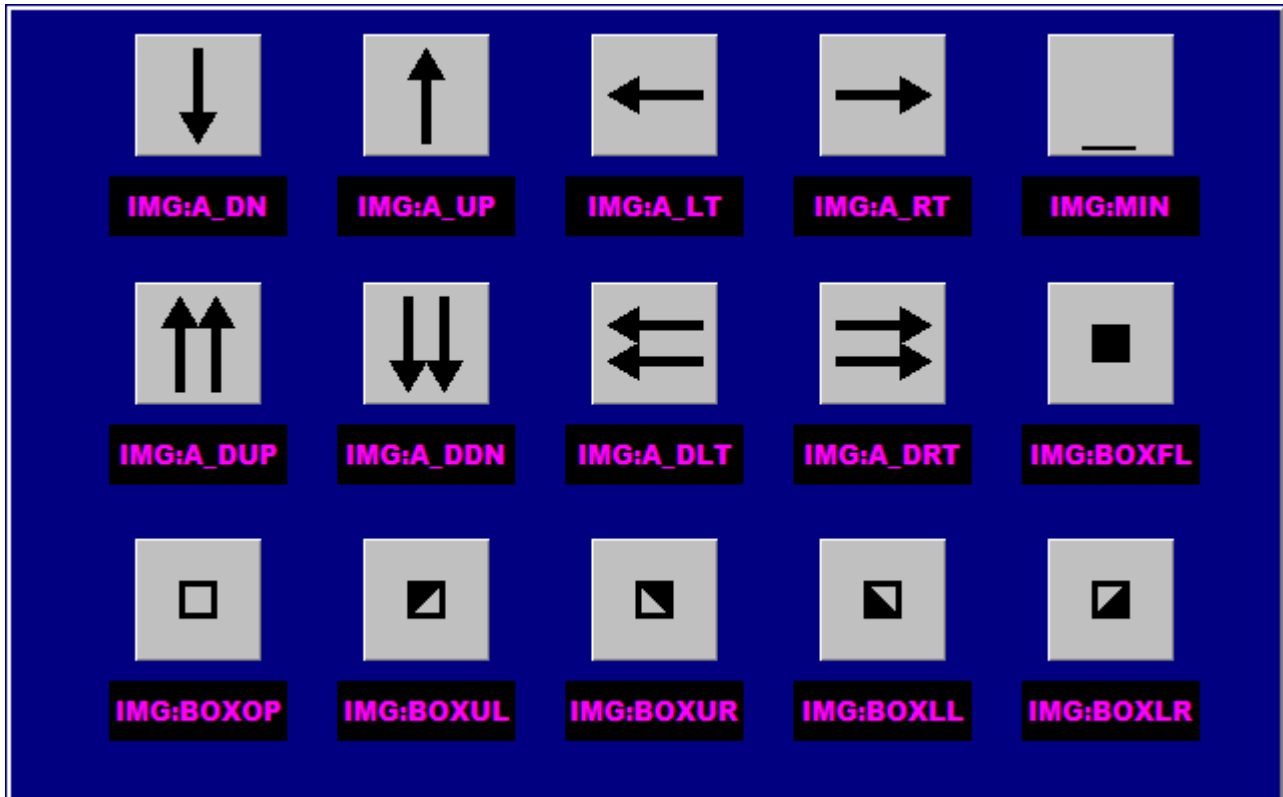 IMG:A_DN IMG:A_UP IMG:A_LT IMG:A_RT IMG:MIN
IMG:A_DUP IMG:A_DDN IMG:A_DLT IMG:A_DRT IMG:BOXFL
IMG:BOXOP IMG:BOXUL IMG:BOXUR IMG:BOXLL IMG:BOXLR